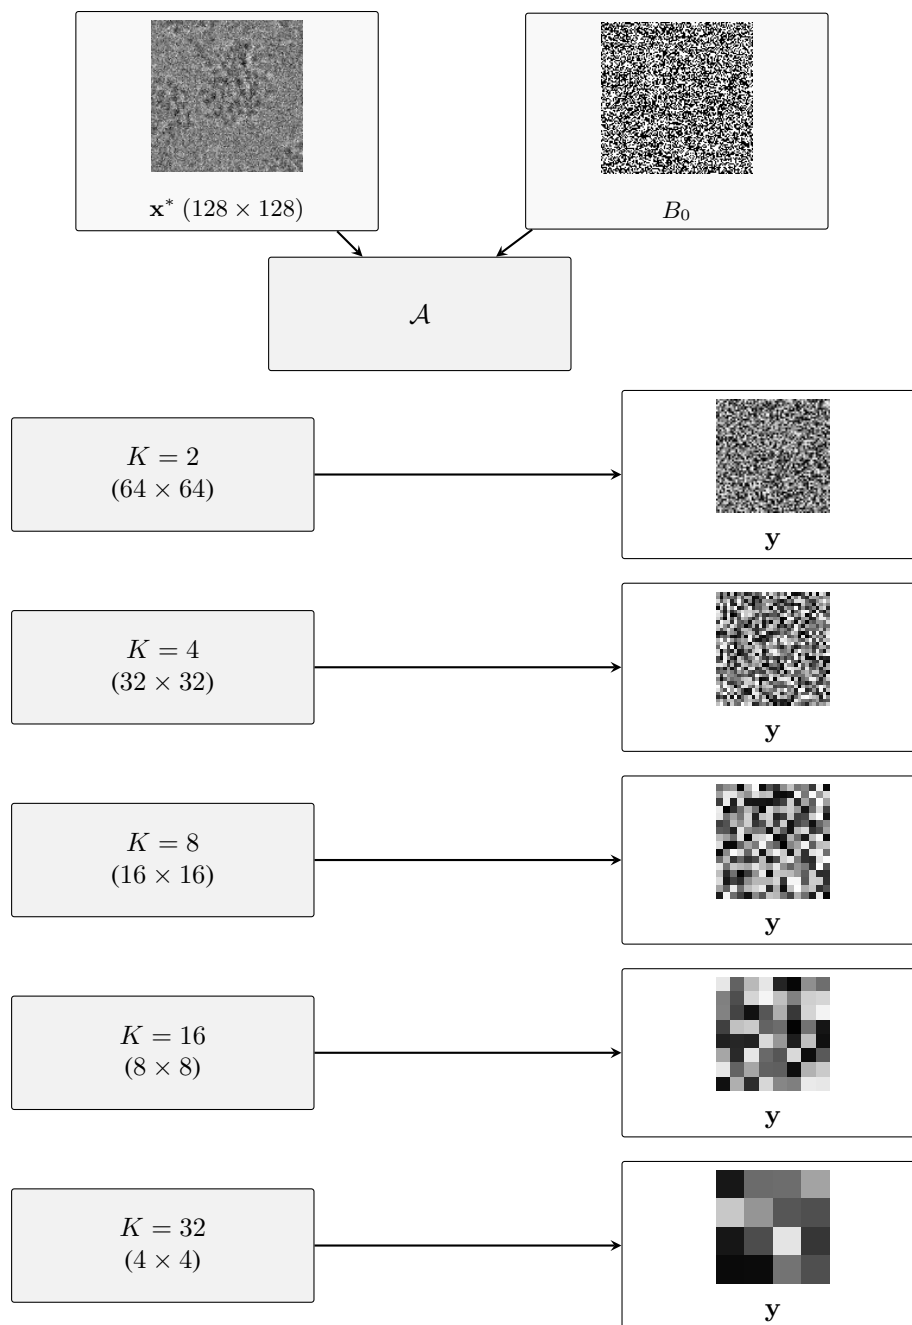 x* (128 × 128)
B₀
𝒜
K = 2
(64 × 64)
y
K = 4
(32 × 32)
y
K = 8
(16 × 16)
y
K = 16
(8 × 8)
y
K = 32
(4 × 4)
y